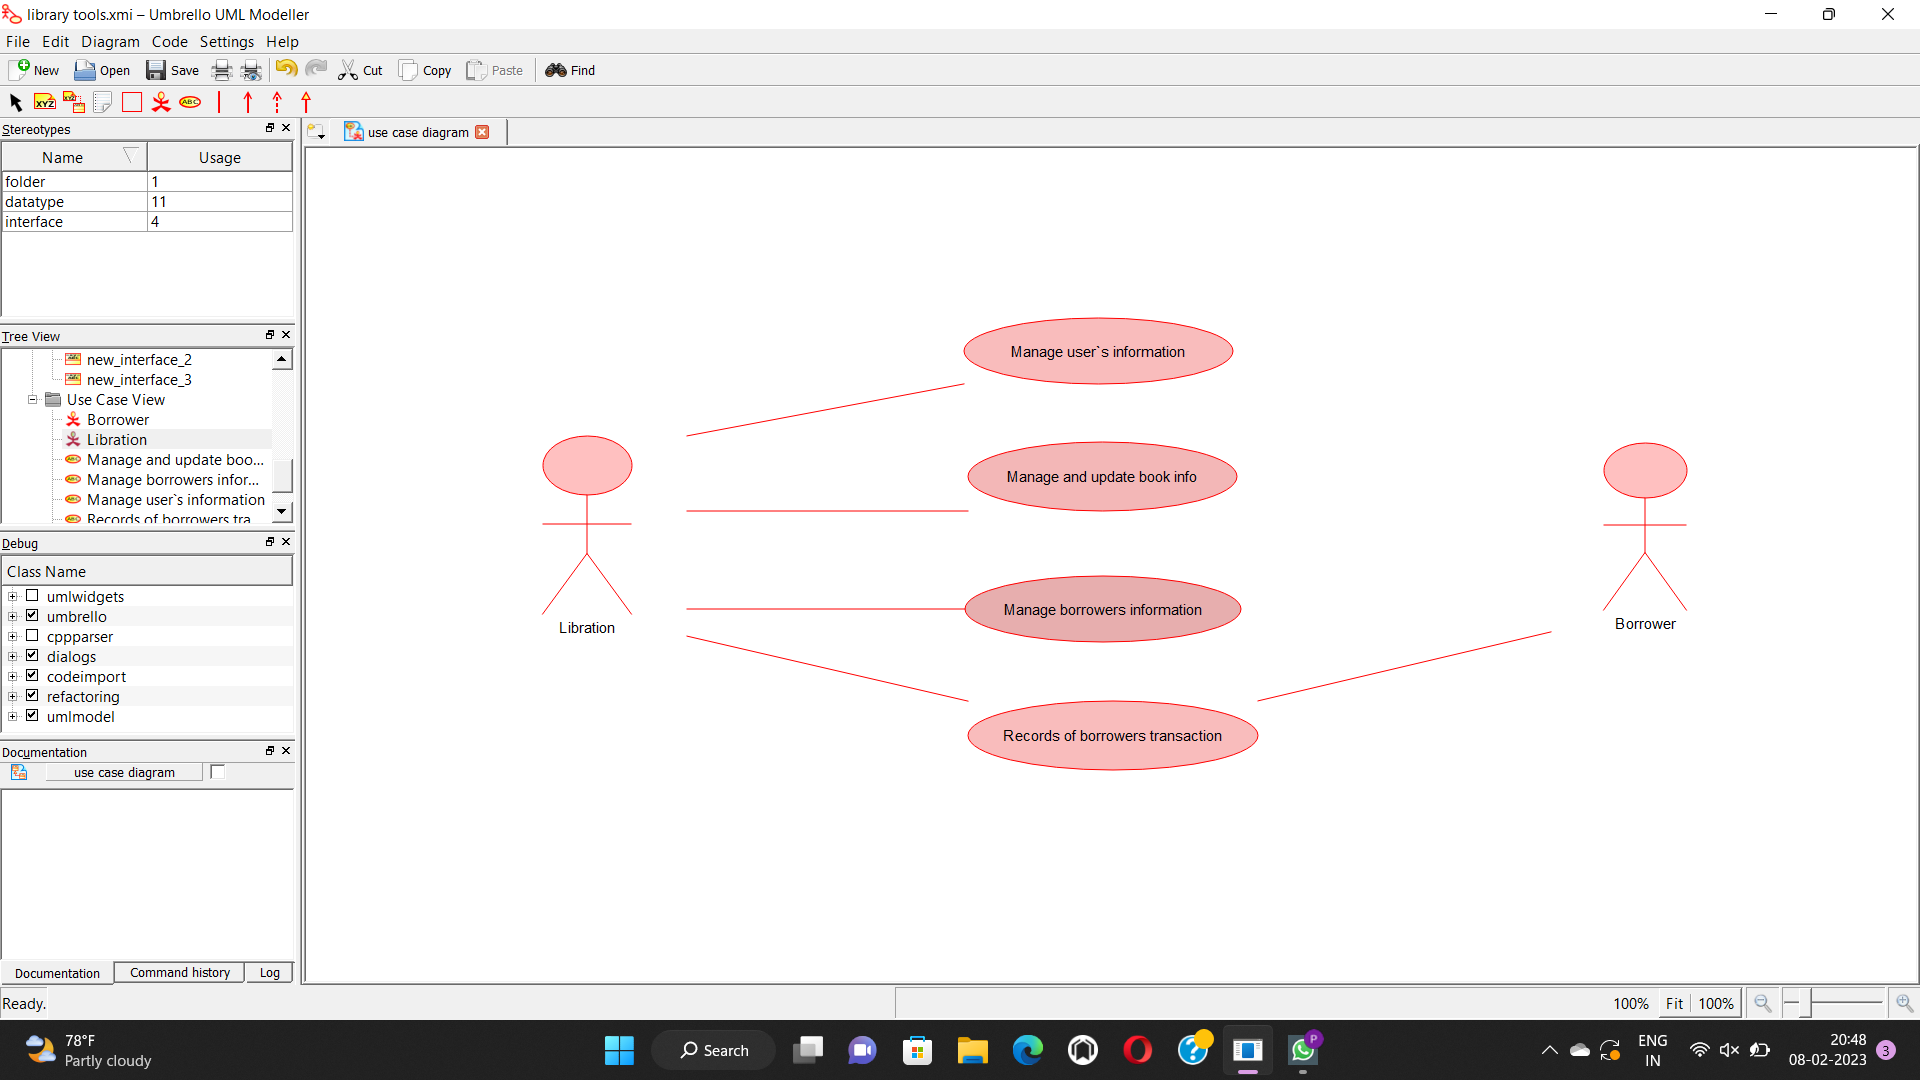 library tools.xmi – Umbrello UML Modeller
File Edit Diagram Code Settings Help
New Open Save Cut Copy Paste Find
XYZ XYZ ABC
Stereotypes
use case diagram
Name Usage
folder 1
datatype 11
interface 4
Tree View
new_interface_2
new_interface_3
Use Case View
Borrower
Libration
Manage and update boo...
Manage borrowers infor...
Manage user`s information
Records of borrowers tra
Debug
Class Name
umlwidgets
umbrello
cppparser
dialogs
codeimport
refactoring
umlmodel
Documentation
use case diagram
Documentation Command history Log
Manage user`s information
Manage and update book info
Manage borrowers information
Records of borrowers transaction
Libration
Borrower
Ready.
100% Fit 100%
78°F
Partly cloudy
Search
P
ENG
IN
20:48
08-02-2023
3